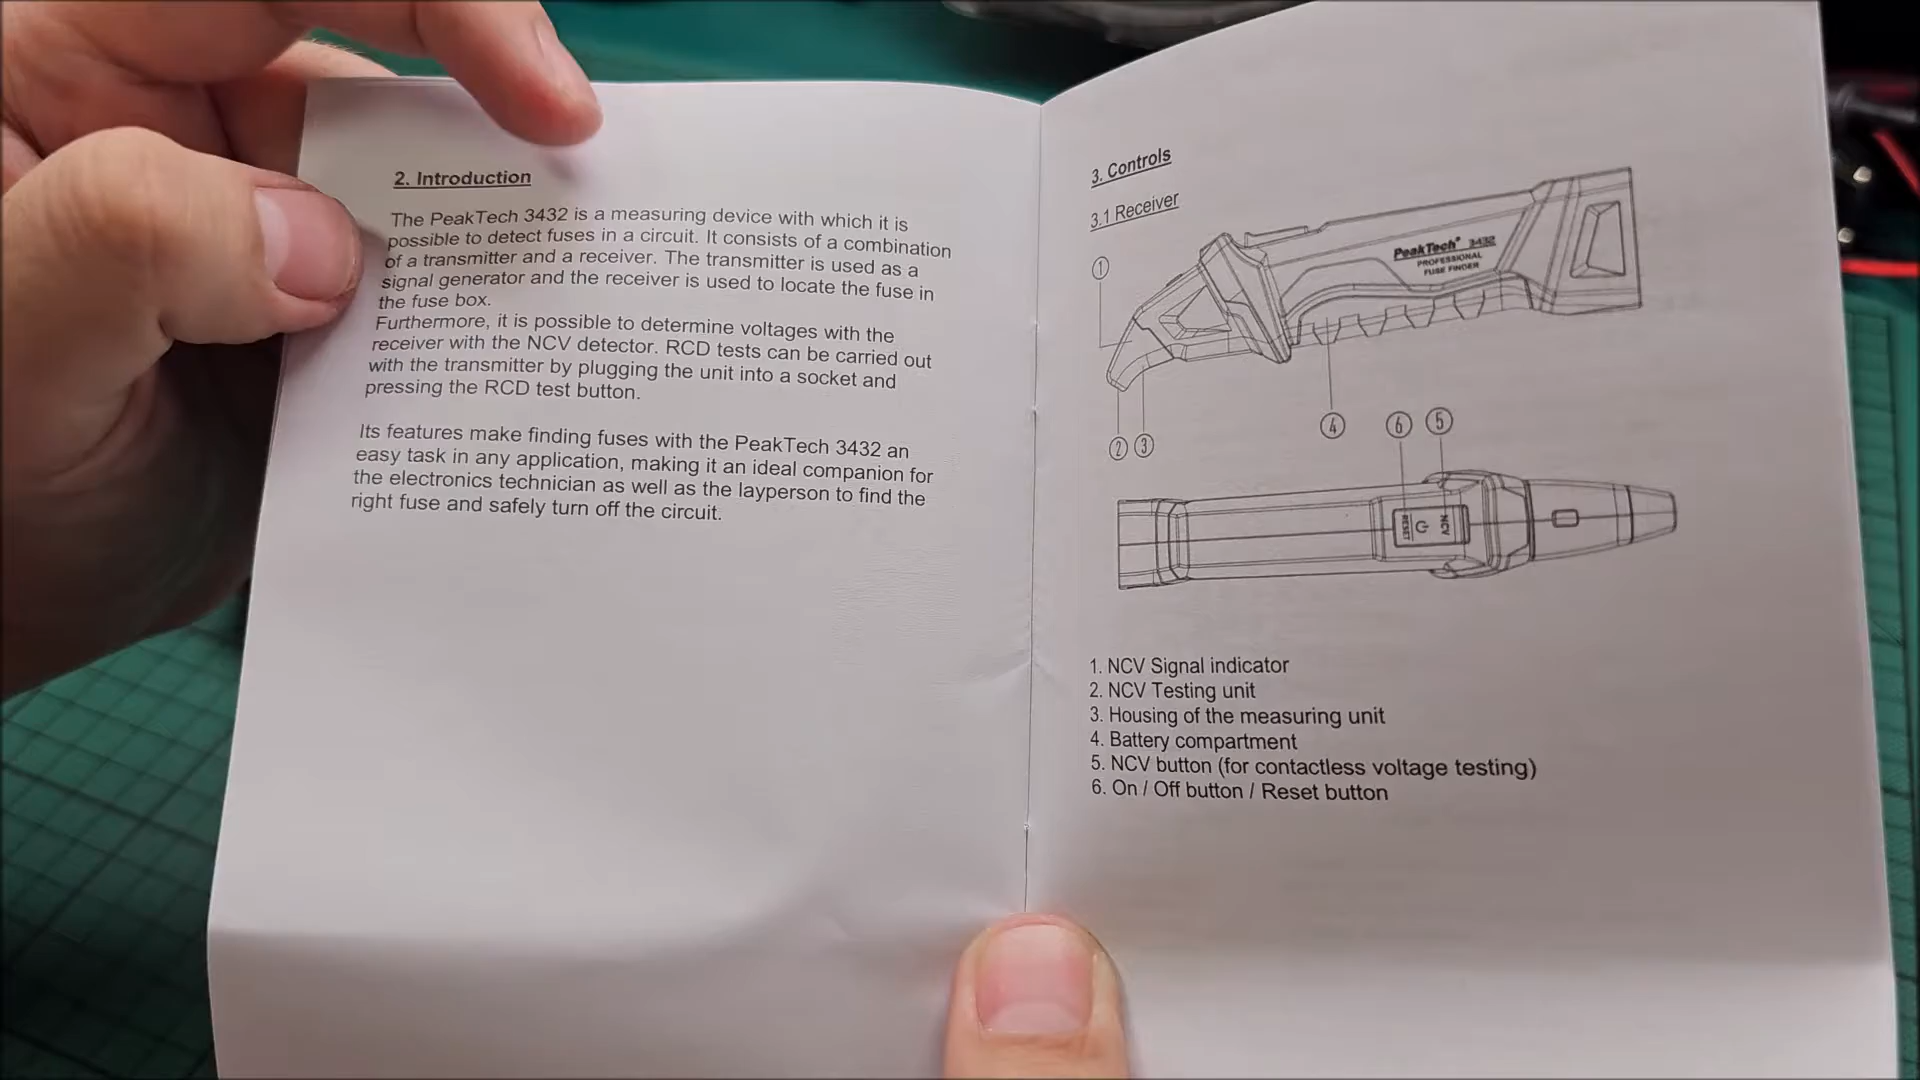 2. Introduction
The PeakTech 3432 is a measuring device with which it is
possible to detect fuses in a circuit. It consists of a combination
of a transmitter and a receiver. The transmitter is used as a
signal generator and the receiver is used to locate the fuse in
the fuse box.
Furthermore, it is possible to determine voltages with the
receiver with the NCV detector. RCD tests can be carried out
with the transmitter by plugging the unit into a socket and
pressing the RCD test button.
Its features make finding fuses with the PeakTech 3432 an
easy task in any application, making it an ideal companion for
the electronics technician as well as the layperson to find the
right fuse and safely turn off the circuit.
3. Controls
3.1 Receiver
PeakTech® 3432
PROFESSIONAL
FUSE FINDER
1
2 3
4
6 5
RESET NCV
1. NCV Signal indicator
2. NCV Testing unit
3. Housing of the measuring unit
4. Battery compartment
5. NCV button (for contactless voltage testing)
6. On / Off button / Reset button